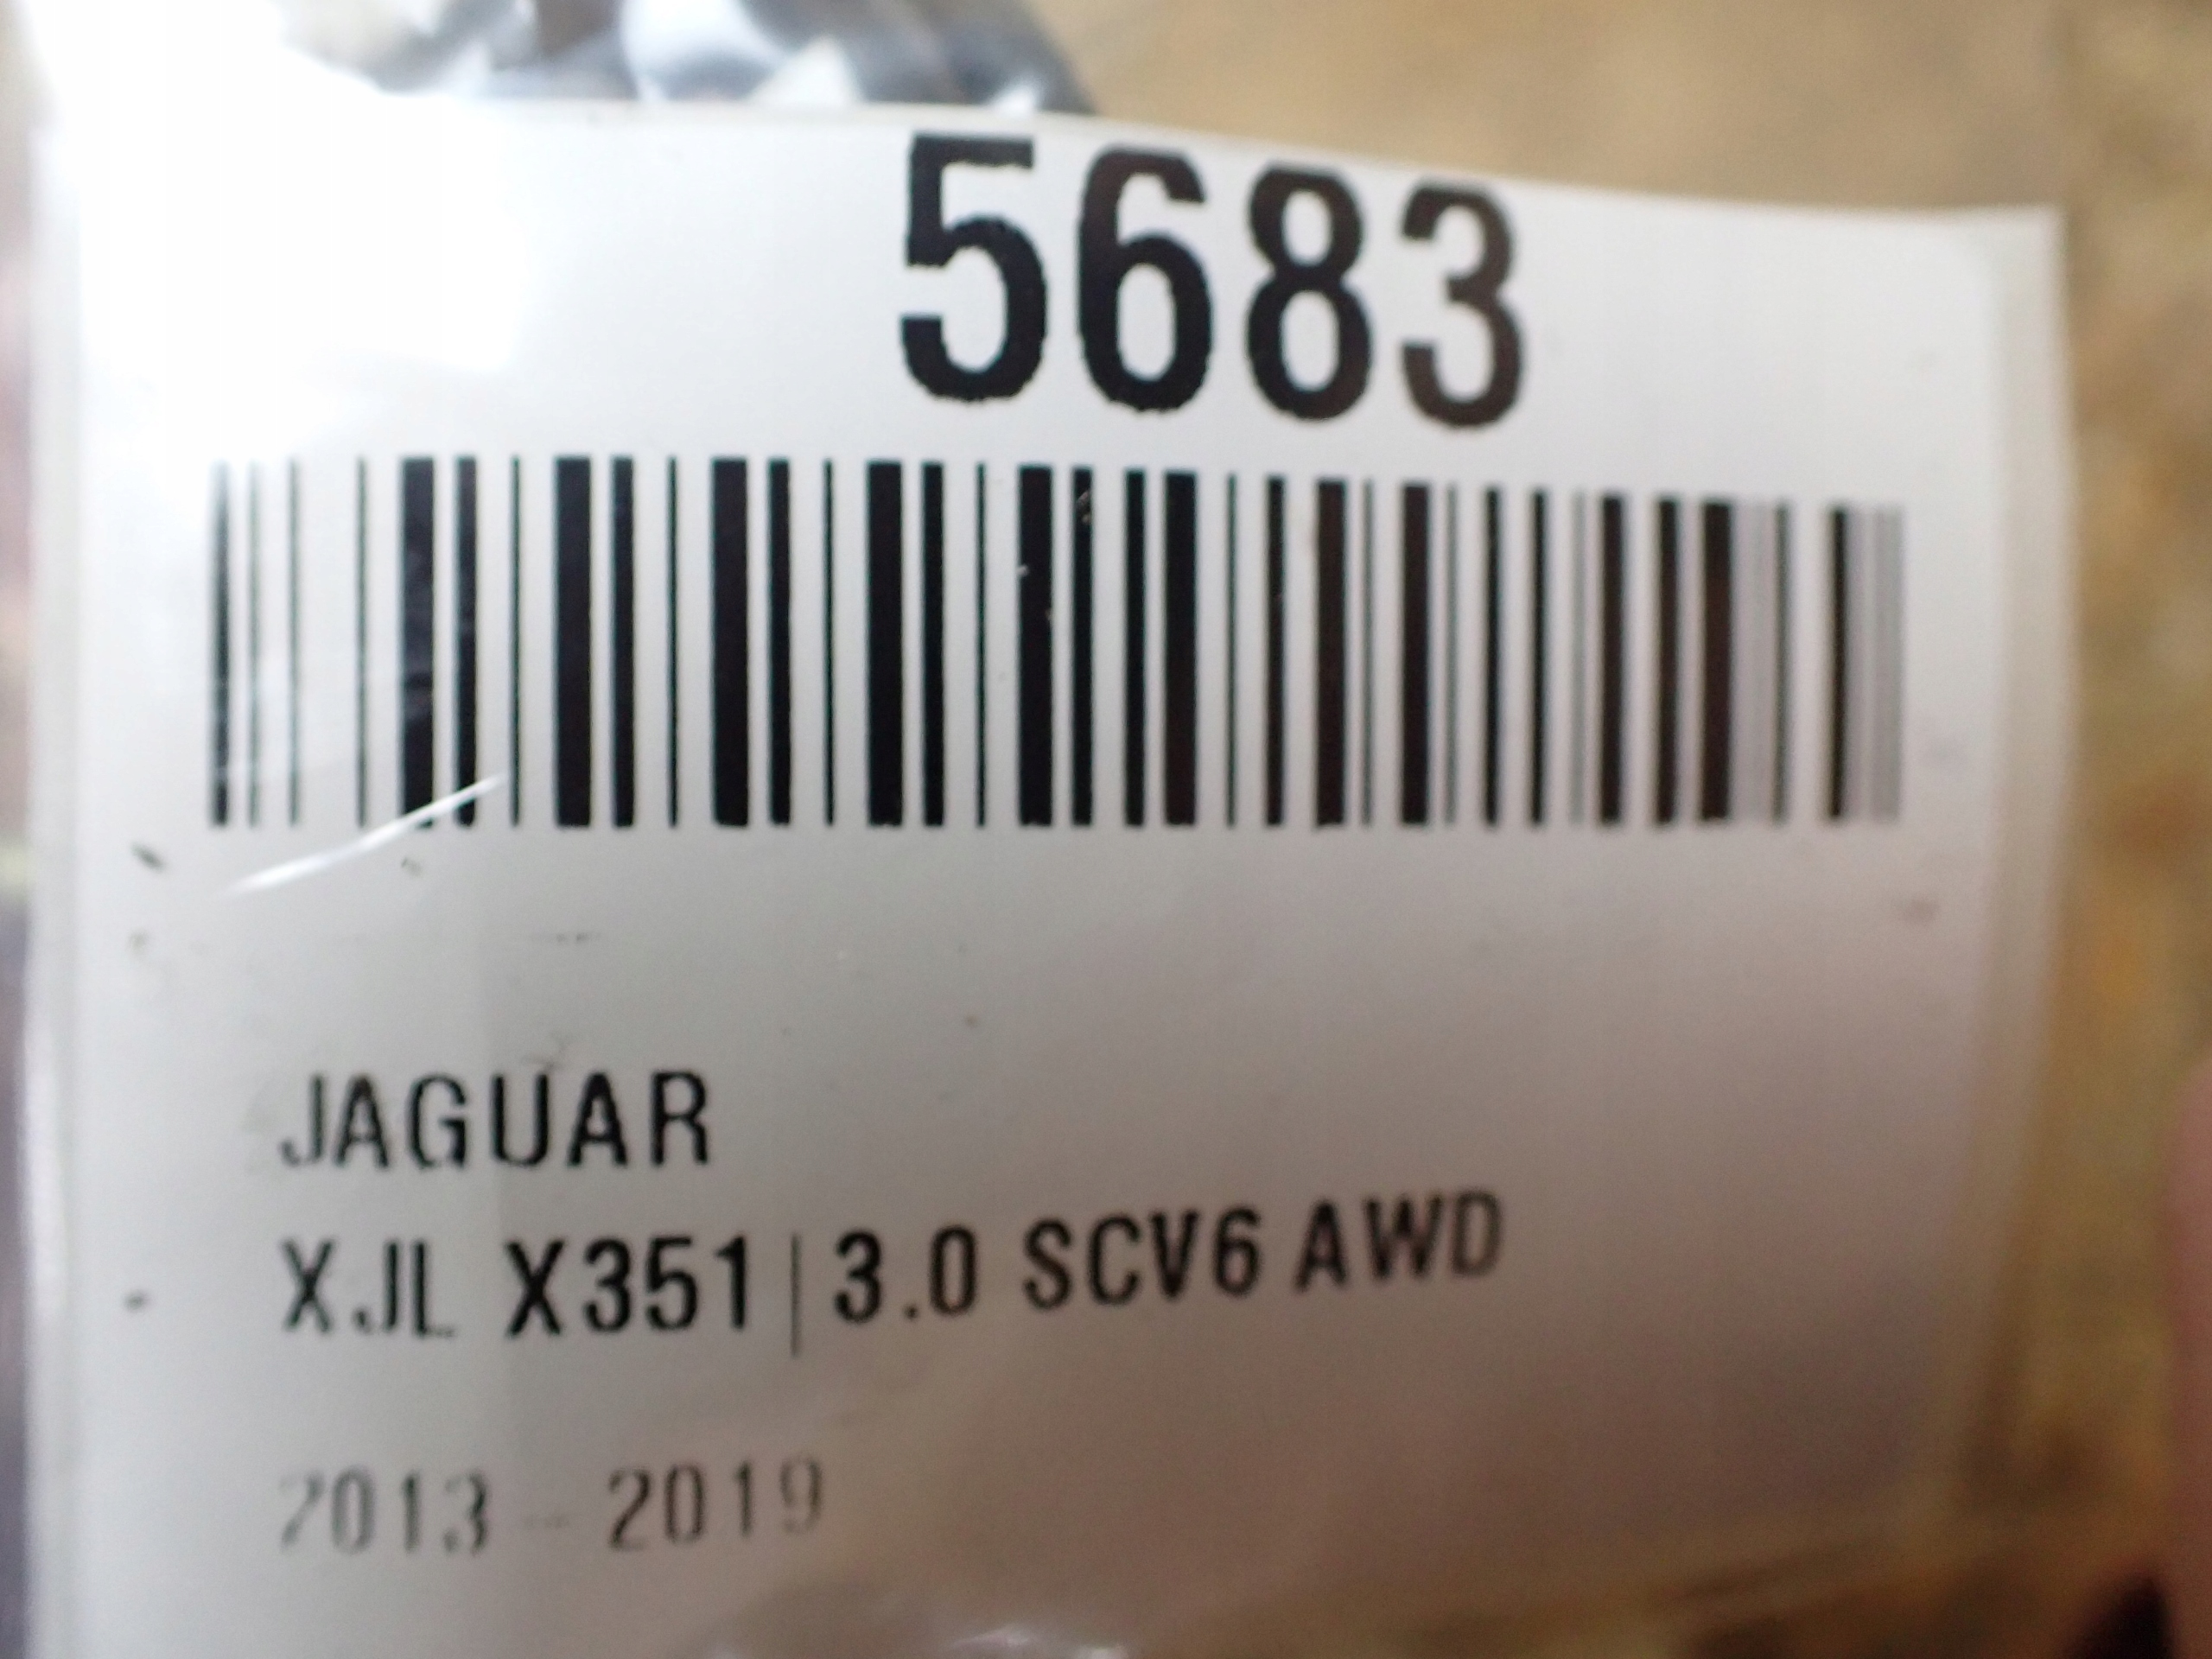 5683
JAGUAR
XJL X351|3.0 SCV6 AWD
2013 - 2019